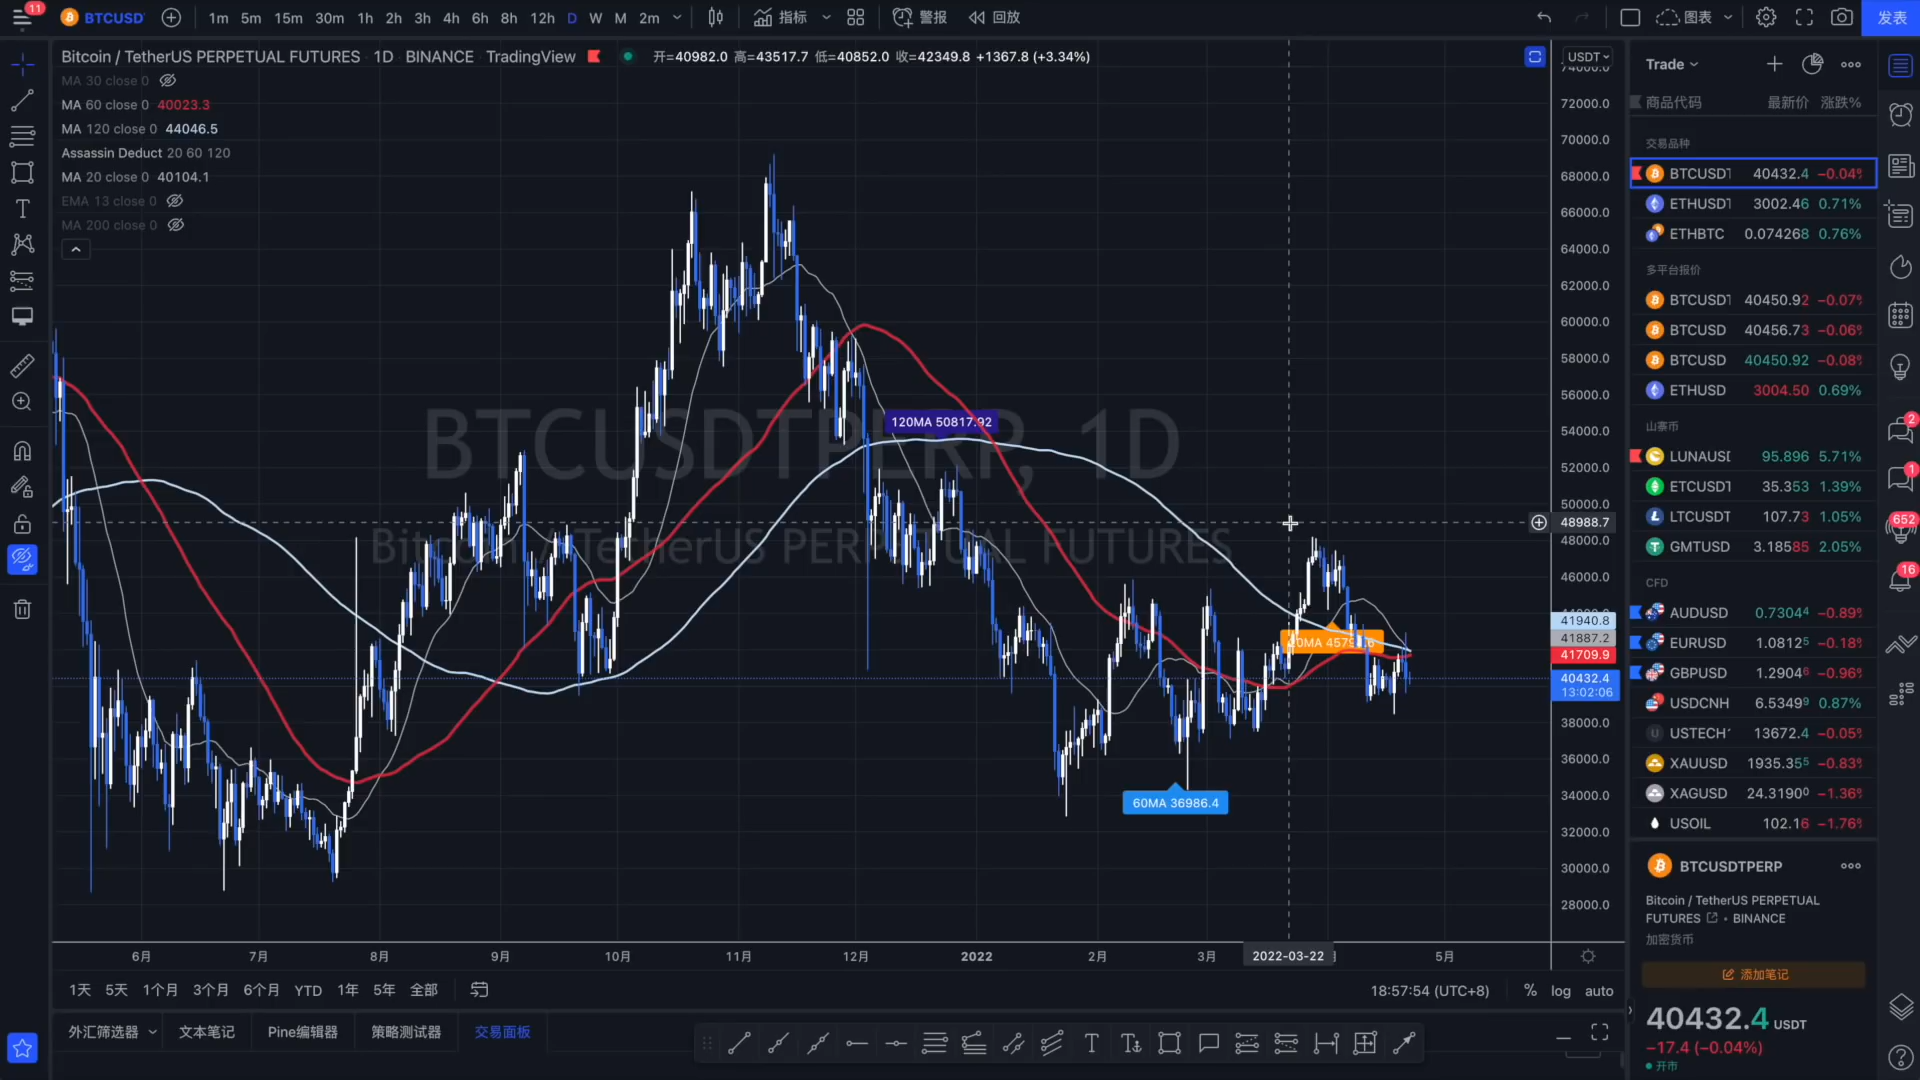 11
BTCUSD
1m 5m 15m 30m 1h 2h 3h 4h 6h 8h 12h D W M 2m
指标
警报
回放
图表
发表
Bitcoin / TetherUS PERPETUAL FUTURES 1D BINANCE TradingView
开=40982.0 高=43517.7 低=40852.0 收=42349.8 +1367.8 (+3.34%)
MA 30 close 0
MA 60 close 0 40023.3
MA 120 close 0 44046.5
Assassin Deduct 20 60 120
MA 20 close 0 40104.1
EMA 13 close 0
MA 200 close 0
BTCUSDTPERP, 1D
Bitcoin / TetherUS PERPETUAL FUTURES
120MA 50817.92
60MA 36986.4
USDT
72000.0
70000.0
68000.0
66000.0
64000.0
62000.0
60000.0
58000.0
56000.0
54000.0
52000.0
50000.0
48988.7
48000.0
46000.0
41940.8
41887.2
41709.9
40432.4
13:02:06
38000.0
36000.0
34000.0
32000.0
30000.0
28000.0
6月 7月 8月 9月 10月 11月 12月 2022 2月 3月 2022-03-22 5月
1天 5天 1个月 3个月 6个月 YTD 1年 5年 全部
18:57:54 (UTC+8) % log auto
外汇筛选器 文本笔记 Pine编辑器 策略测试器 交易面板
Trade
商品代码 最新价 涨跌%
交易品种
BTCUSDT 40432.4 −0.04%
ETHUSDT 3002.46 0.71%
ETHBTC 0.074268 0.76%
多平台报价
BTCUSDT 40450.92 −0.07%
BTCUSD 40456.73 −0.06%
BTCUSD 40450.92 −0.08%
ETHUSD 3004.50 0.69%
山寨币
LUNAUSD 95.896 5.71%
ETCUSDT 35.353 1.39%
LTCUSDT 107.73 1.05%
GMTUSD 3.18585 2.05%
CFD
AUDUSD 0.73044 −0.89%
EURUSD 1.08125 −0.18%
GBPUSD 1.29046 −0.96%
USDCNH 6.53499 0.87%
USTECH 13672.4 −0.05%
XAUUSD 1935.355 −0.83%
XAGUSD 24.31900 −1.36%
USOIL 102.16 −1.76%
BTCUSDTPERP
Bitcoin / TetherUS PERPETUAL
FUTURES • BINANCE
加密货币
添加笔记
40432.4 USDT
−17.4 (−0.04%)
开市
2
1
652
16